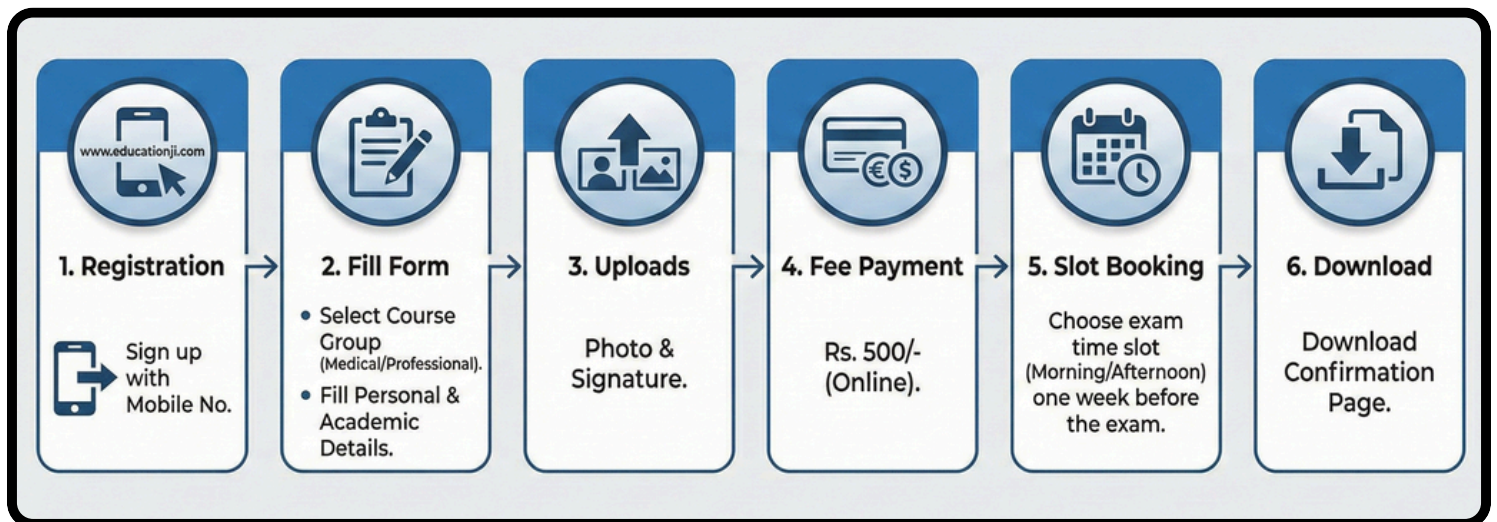 www.educationji.com
1. Registration
Sign up
with
Mobile No.
2. Fill Form
• Select Course
Group
(Medical/Professional).
• Fill Personal &
Academic
Details.
3. Uploads
Photo &
Signature.
4. Fee Payment
€ $
Rs. 500/-
(Online).
5. Slot Booking
Choose exam
time slot
(Morning/Afternoon)
one week before
the exam.
6. Download
Download
Confirmation
Page.